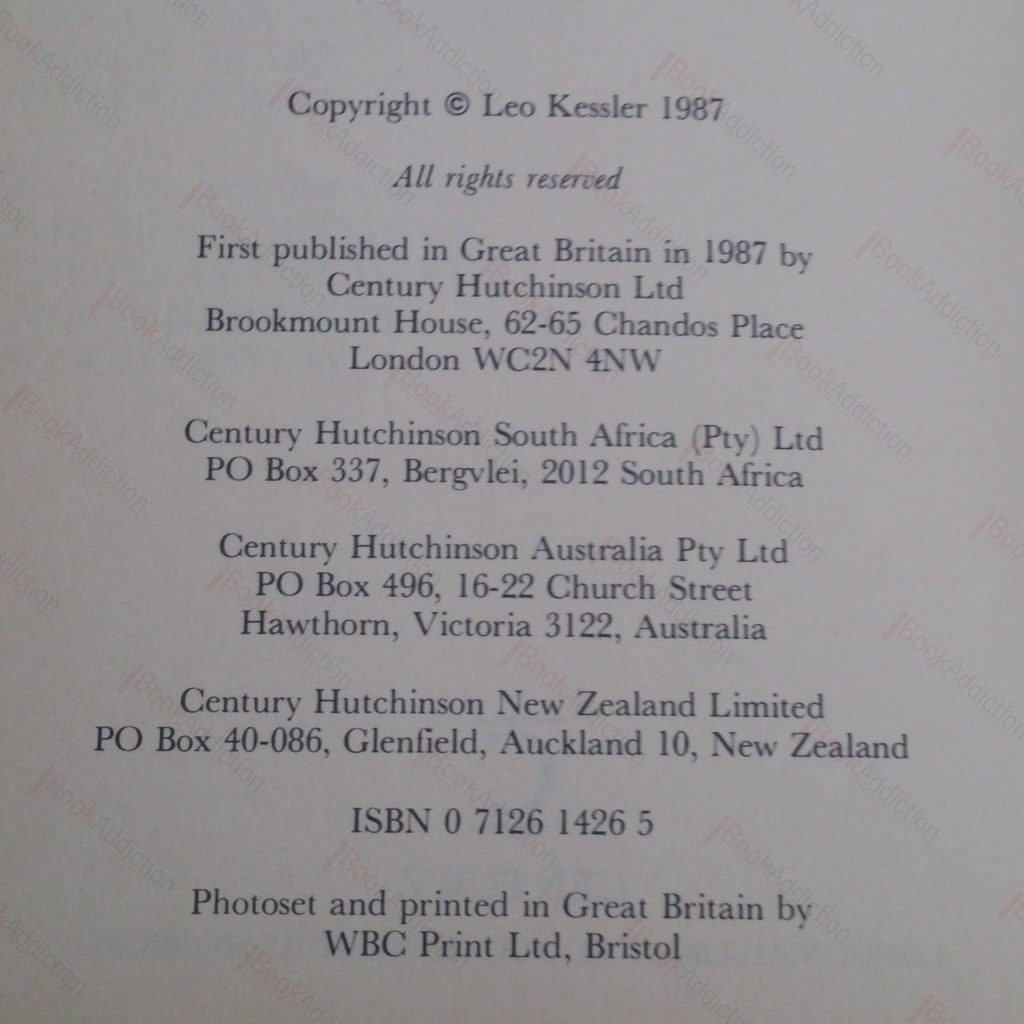 Copyright © Leo Kessler 1987
All rights reserved
First published in Great Britain in 1987 by
Century Hutchinson Ltd
Brookmount House, 62-65 Chandos Place
London WC2N 4NW
Century Hutchinson South Africa (Pty) Ltd
PO Box 337, Bergvlei, 2012 South Africa
Century Hutchinson Australia Pty Ltd
PO Box 496, 16-22 Church Street
Hawthorn, Victoria 3122, Australia
Century Hutchinson New Zealand Limited
PO Box 40-086, Glenfield, Auckland 10, New Zealand
ISBN 0 7126 1426 5
Photoset and printed in Great Britain by
WBC Print Ltd, Bristol
BookAddiction